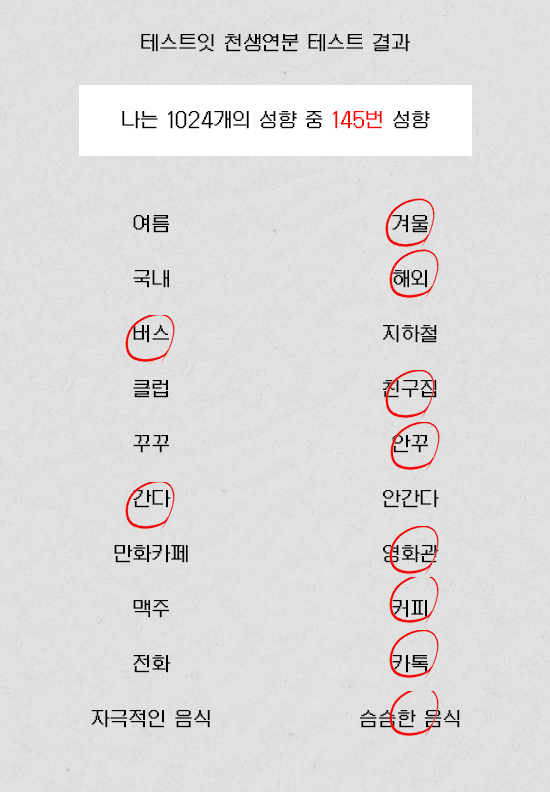 테스트잇 천생연분 테스트 결과
나는 1024개의 성향 중 145번 성향
여름 겨울
국내 해외
버스 지하철
클럽 친구집
꾸꾸 안꾸
간다 안간다
만화카페 영화관
맥주 커피
전화 카톡
자극적인 음식 슴슴한 음식